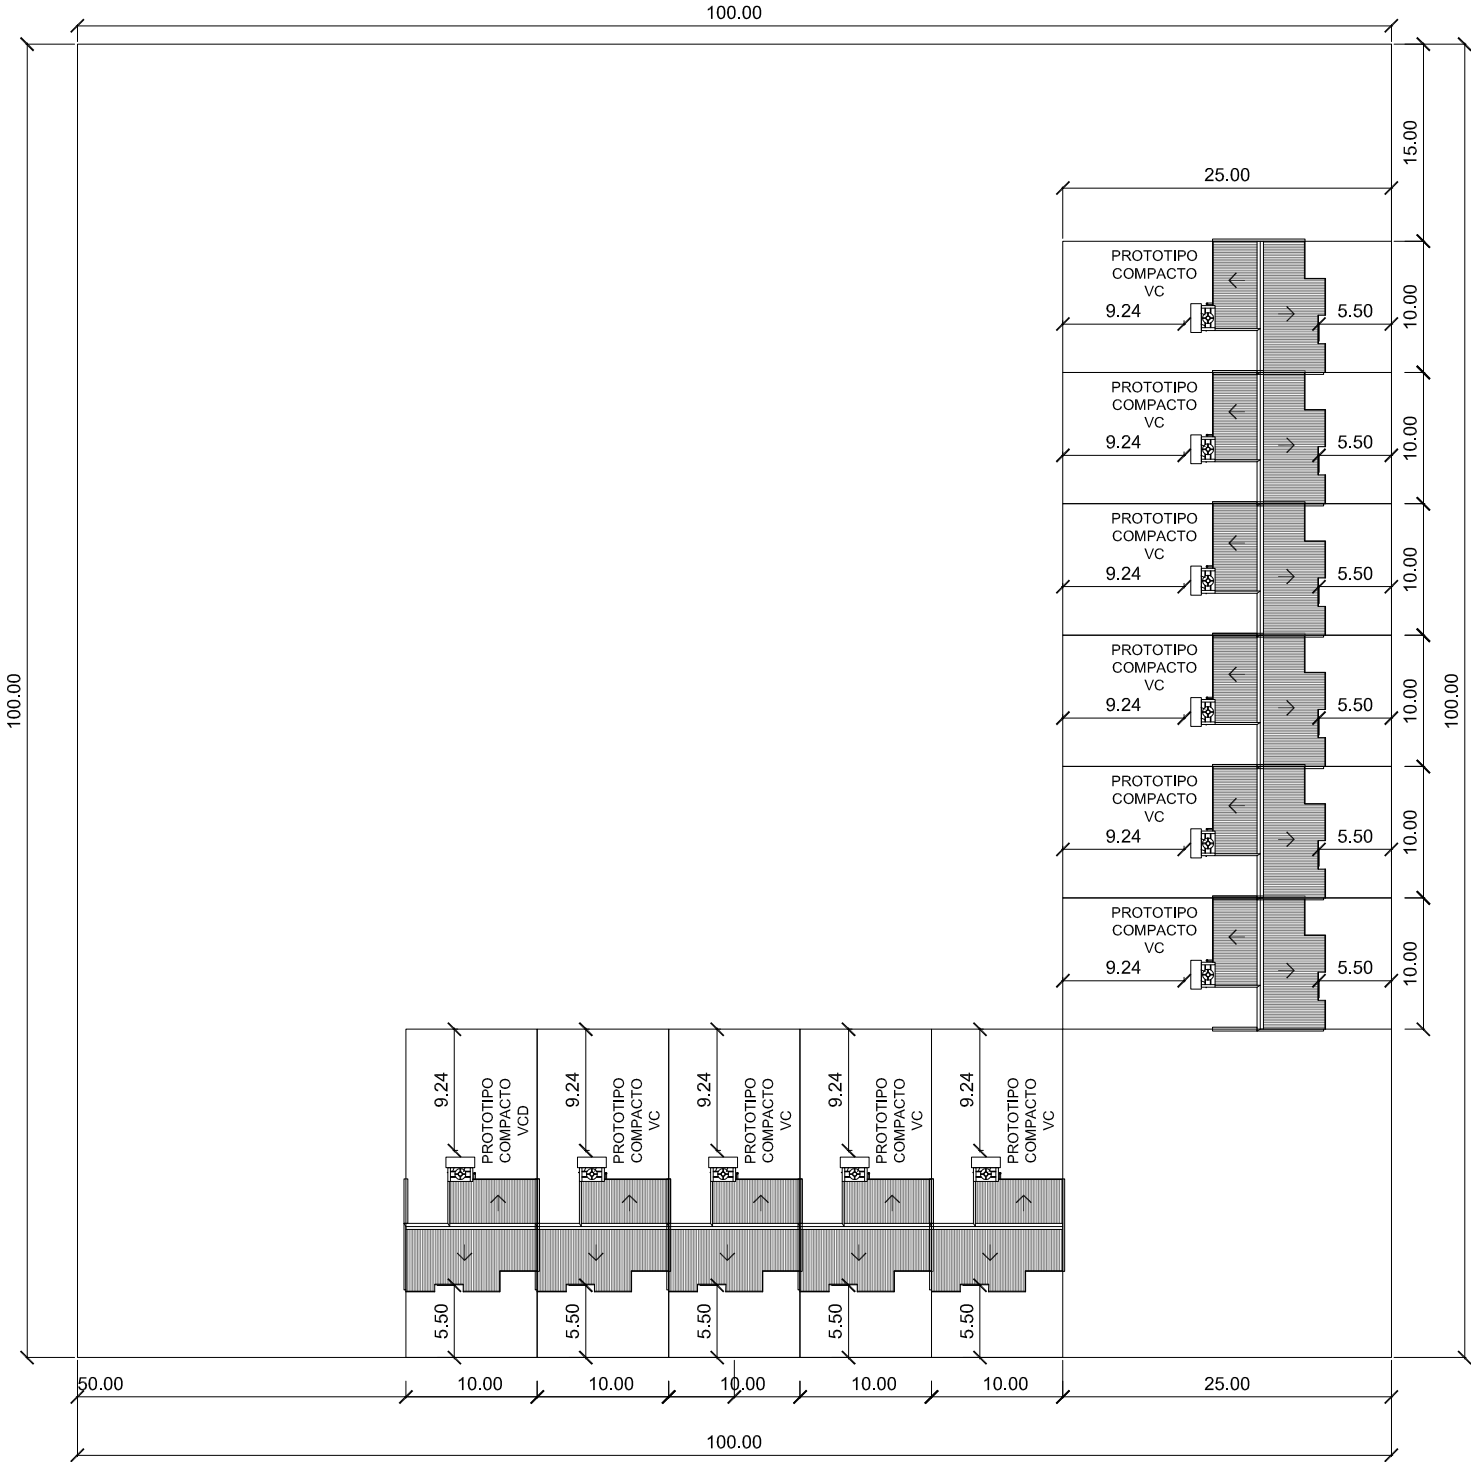 100.00
15.00
25.00
PROTOTIPO
COMPACTO
VC
9.24
5.50
10.00
PROTOTIPO
COMPACTO
VC
9.24
5.50
10.00
PROTOTIPO
COMPACTO
VC
9.24
5.50
10.00
100.00
PROTOTIPO
COMPACTO
VC
9.24
5.50
10.00
100.00
PROTOTIPO
COMPACTO
VC
9.24
5.50
10.00
PROTOTIPO
COMPACTO
VC
9.24
5.50
10.00
9.24
PROTOTIPO
COMPACTO
VCD
9.24
PROTOTIPO
COMPACTO
VC
9.24
PROTOTIPO
COMPACTO
VC
9.24
PROTOTIPO
COMPACTO
VC
9.24
PROTOTIPO
COMPACTO
VC
5.50
5.50
5.50
5.50
5.50
50.00
10.00
10.00
10.00
10.00
10.00
25.00
100.00